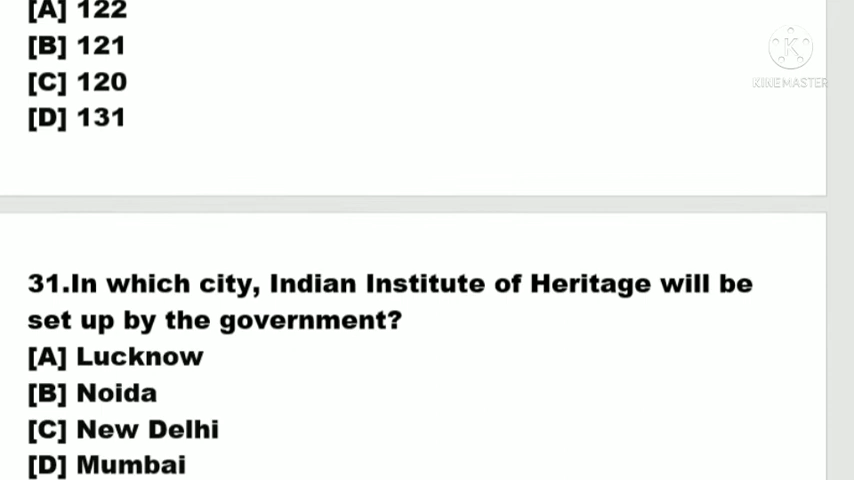 [A] 122
[B] 121
[C] 120
[D] 131
K
KINEMASTER
31.In which city, Indian Institute of Heritage will be
set up by the government?
[A] Lucknow
[B] Noida
[C] New Delhi
[D] Mumbai